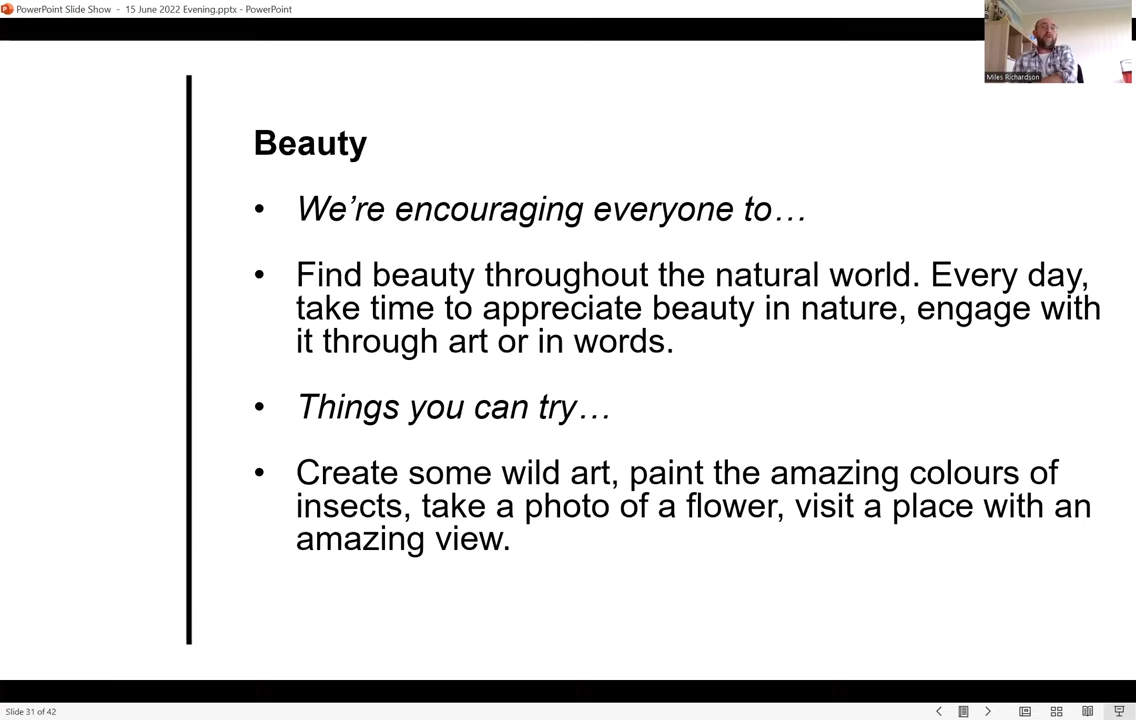 PowerPoint Slide Show - 15 June 2022 Evening.pptx - PowerPoint
Miles Richardson
Beauty
• We’re encouraging everyone to…
• Find beauty throughout the natural world. Every day,
take time to appreciate beauty in nature, engage with
it through art or in words.
• Things you can try…
• Create some wild art, paint the amazing colours of
insects, take a photo of a flower, visit a place with an
amazing view.
Slide 31 of 42